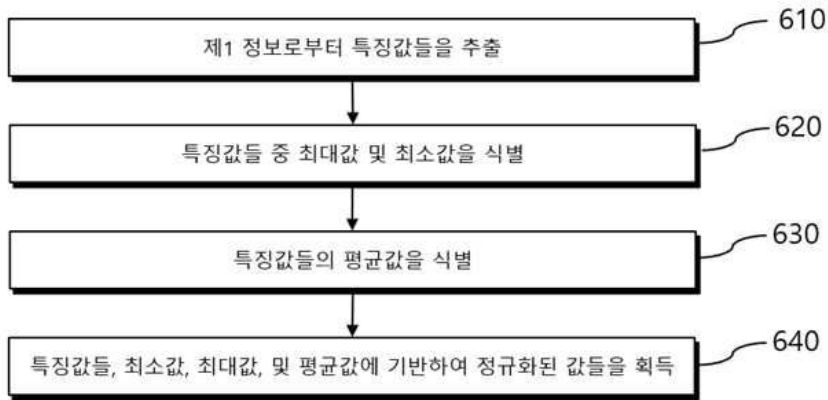 제1 정보로부터 특징값들을 추출
610
특징값들 중 최대값 및 최소값을 식별
620
특징값들의 평균값을 식별
630
특징값들, 최소값, 최대값, 및 평균값에 기반하여 정규화된 값들을 획득
640